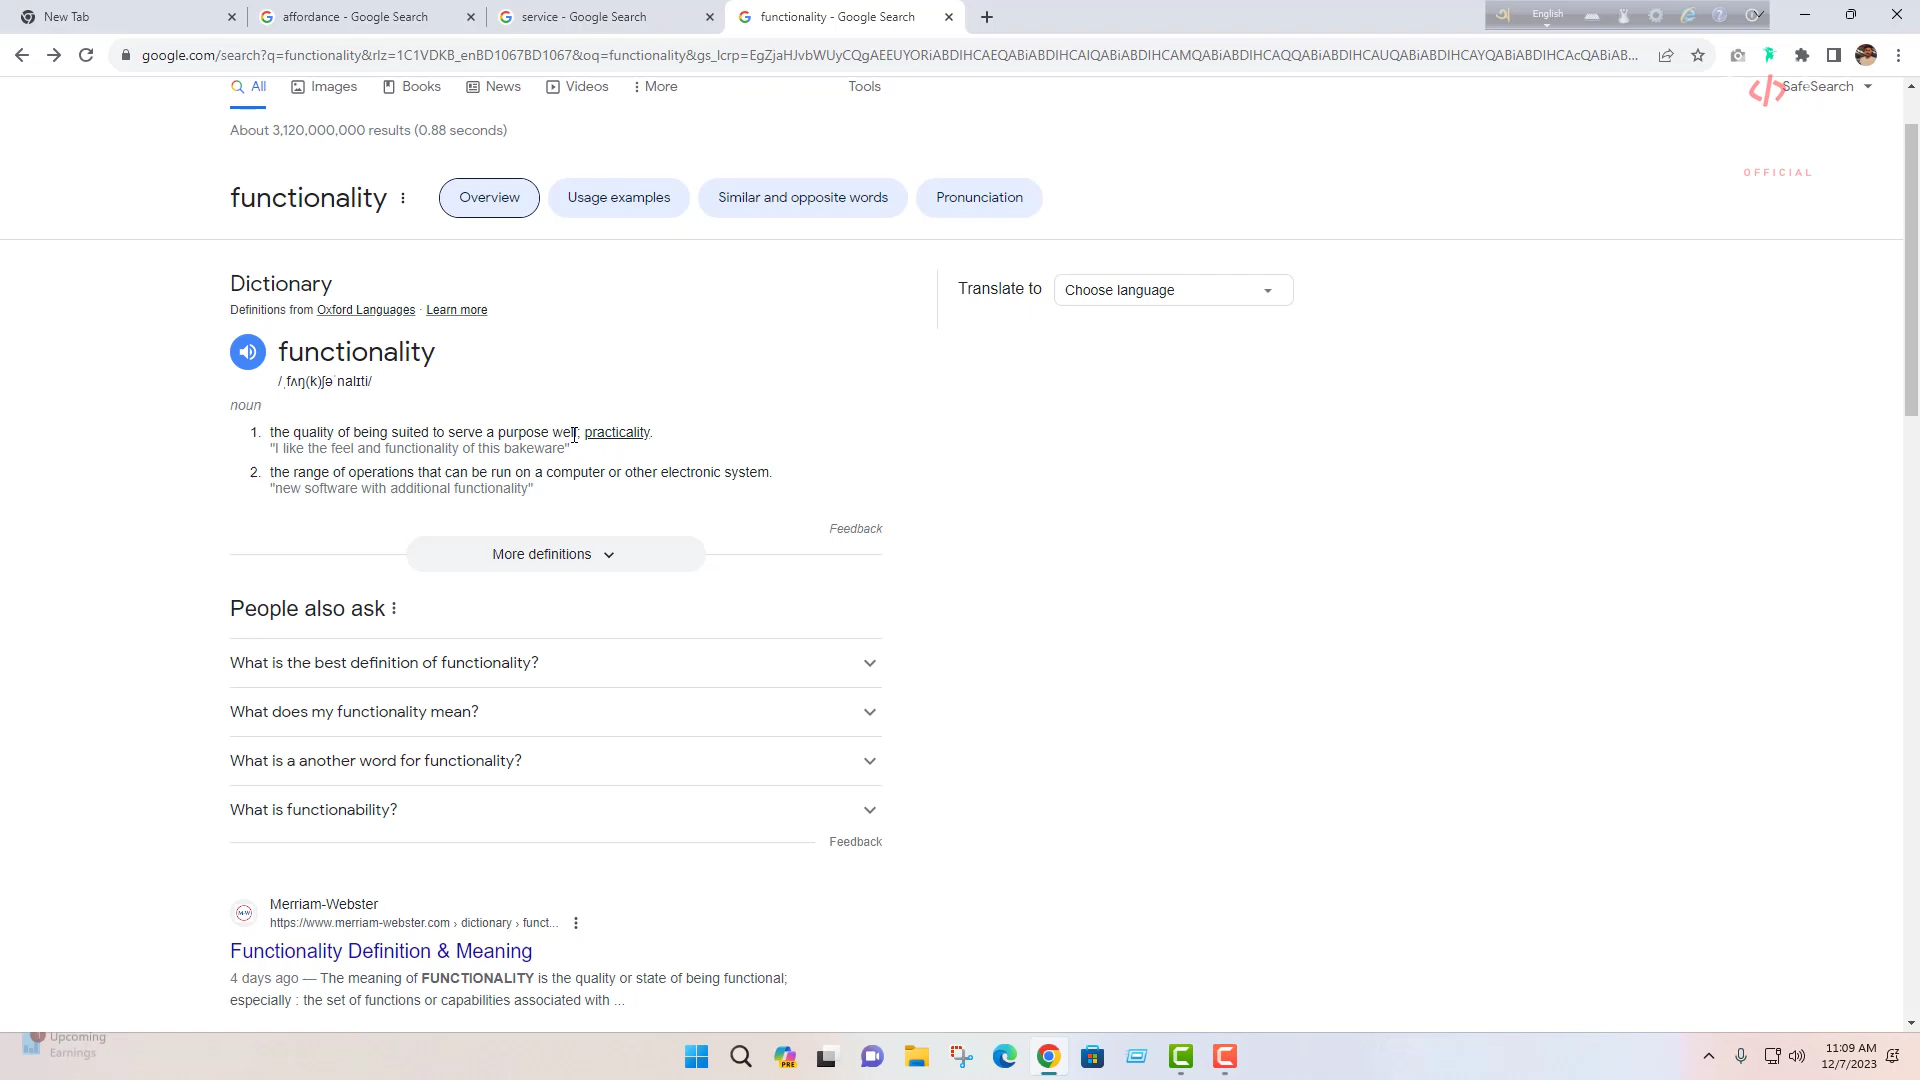 New Tab
affordance - Google Search
service - Google Search
functionality - Google Search
English
google.com/search?q=functionality&rlz=1C1VDKB_enBD1067BD1067&oq=functionality&gs_lcrp=EgZjaHJvbWUyCQgAEEUYORiABDIHCAEQABiABDIHCAIQABiABDIHCAMQABiABDIHCAQQABiABDIHCAUQABiABDIHCAYQABiABDIHCAcQABiAB...
All
Images
Books
News
Videos
More
Tools
SafeSearch
About 3,120,000,000 results (0.88 seconds)
OFFICIAL
functionality
Overview
Usage examples
Similar and opposite words
Pronunciation
Dictionary
Definitions from Oxford Languages · Learn more
Translate to
Choose language
functionality
/ˌfʌŋ(k)ʃəˈnalɪti/
noun
1. the quality of being suited to serve a purpose well; practicality.
"I like the feel and functionality of this bakeware"
2. the range of operations that can be run on a computer or other electronic system.
"new software with additional functionality"
Feedback
More definitions
People also ask
What is the best definition of functionality?
What does my functionality mean?
What is a another word for functionality?
What is functionability?
Feedback
Merriam-Webster
https://www.merriam-webster.com › dictionary › funct...
Functionality Definition & Meaning
4 days ago — The meaning of FUNCTIONALITY is the quality or state of being functional;
especially : the set of functions or capabilities associated with ...
Upcoming
Earnings
PRE
11:09 AM
12/7/2023